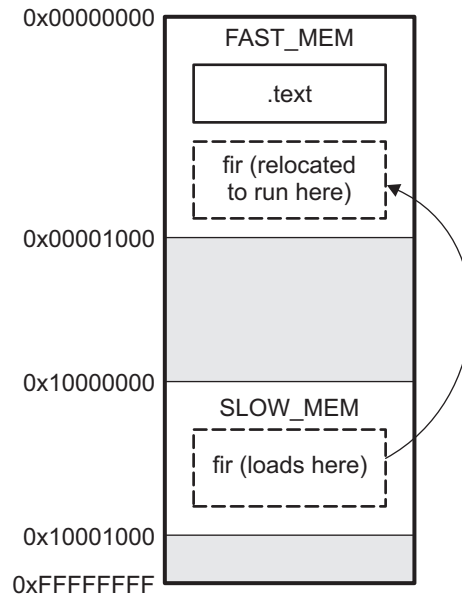 0x00000000
FAST_MEM
.text
fir (relocated
to run here)
0x00001000
0x10000000
SLOW_MEM
fir (loads here)
0x10001000
0xFFFFFFFF